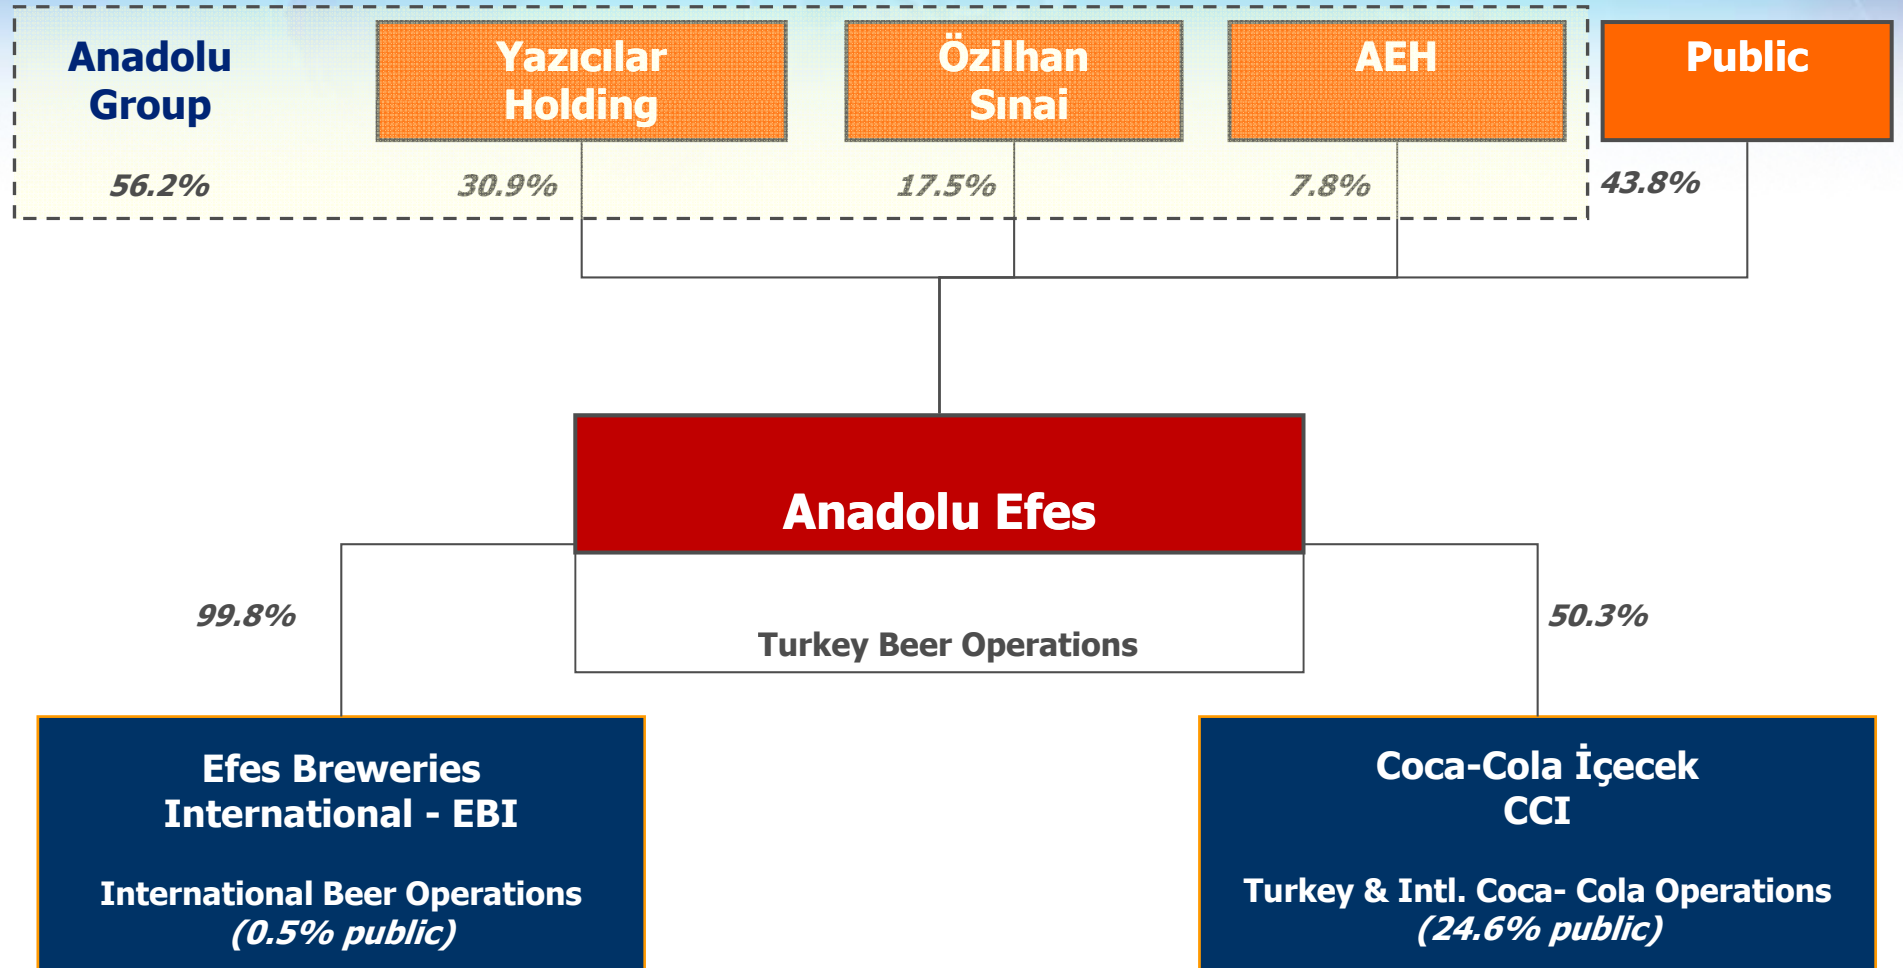 Anadolu
Group
Yazıcılar
Holding
Özilhan
Sınai
AEH
Public
56.2%
30.9%
17.5%
7.8%
43.8%
Anadolu Efes
99.8%
50.3%
Turkey Beer Operations
Efes Breweries
International - EBI
International Beer Operations
(0.5% public)
Coca-Cola İçecek
CCI
Turkey & Intl. Coca- Cola Operations
(24.6% public)